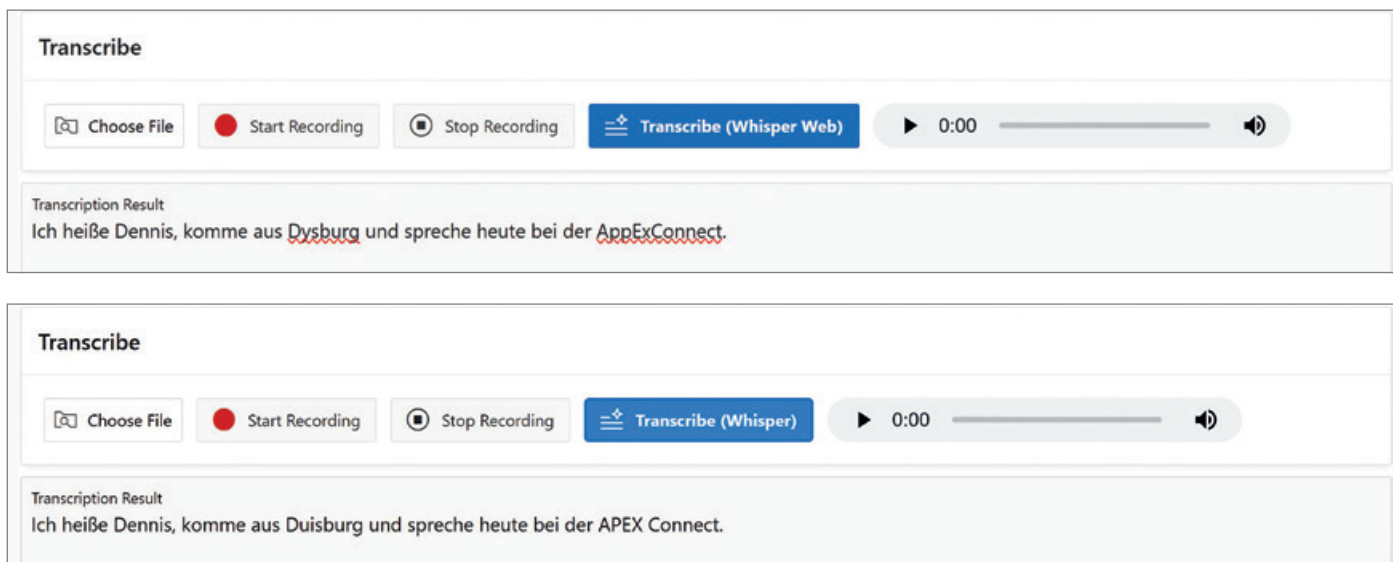 Transcribe
Choose File Start Recording Stop Recording Transcribe (Whisper Web) 0:00
Transcription Result
Ich heiße Dennis, komme aus Dysburg und spreche heute bei der AppExConnect.
Transcribe
Choose File Start Recording Stop Recording Transcribe (Whisper) 0:00
Transcription Result
Ich heiße Dennis, komme aus Duisburg und spreche heute bei der APEX Connect.